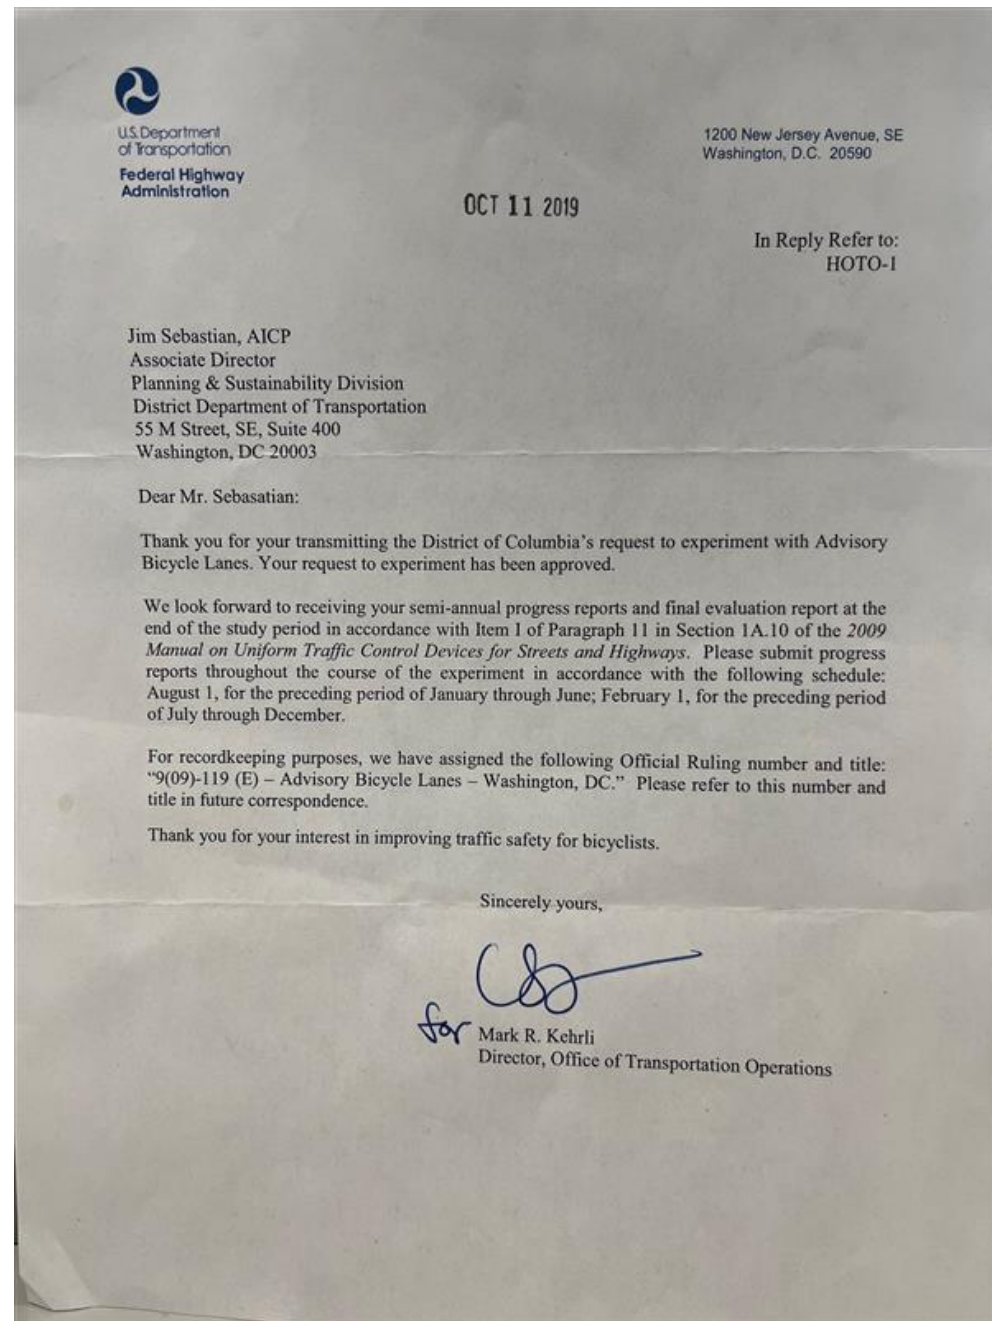 U.S. Department
of Transportation
Federal Highway
Administration
1200 New Jersey Avenue, SE
Washington, D.C. 20590
OCT 11 2019
In Reply Refer to:
HOTO-1
Jim Sebastian, AICP
Associate Director
Planning & Sustainability Division
District Department of Transportation
55 M Street, SE, Suite 400
Washington, DC 20003
Dear Mr. Sebasatian:
Thank you for your transmitting the District of Columbia's request to experiment with Advisory
Bicycle Lanes. Your request to experiment has been approved.
We look forward to receiving your semi-annual progress reports and final evaluation report at the
end of the study period in accordance with Item I of Paragraph 11 in Section 1A.10 of the 2009
Manual on Uniform Traffic Control Devices for Streets and Highways. Please submit progress
reports throughout the course of the experiment in accordance with the following schedule:
August 1, for the preceding period of January through June; February 1, for the preceding period
of July through December.
For recordkeeping purposes, we have assigned the following Official Ruling number and title:
“9(09)-119 (E) – Advisory Bicycle Lanes – Washington, DC.” Please refer to this number and
title in future correspondence.
Thank you for your interest in improving traffic safety for bicyclists.
Sincerely yours,
for Mark R. Kehrli
Director, Office of Transportation Operations